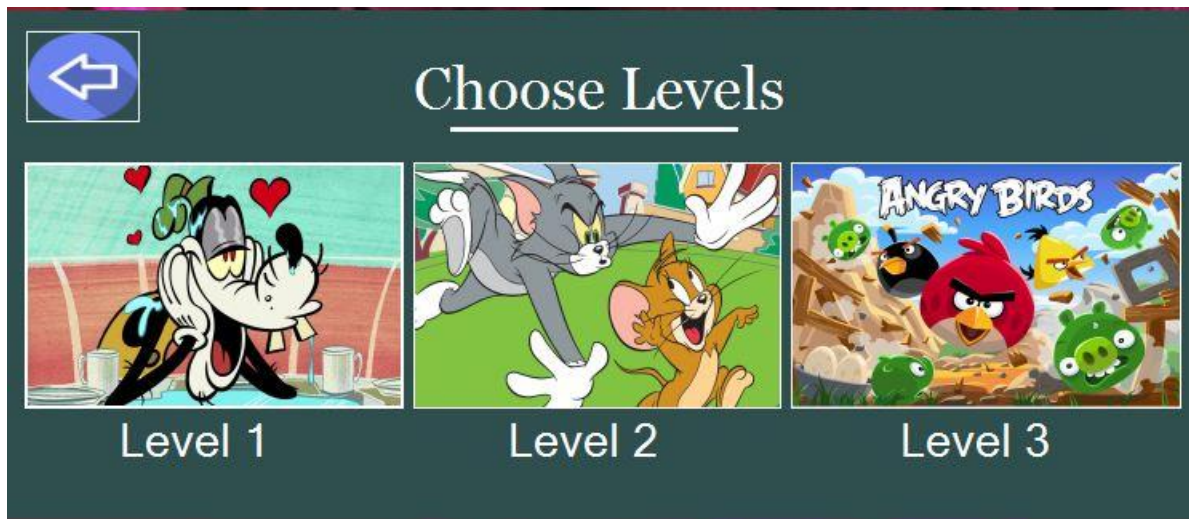 Choose Levels
ANGRY BIRDS
Level 1
Level 2
Level 3